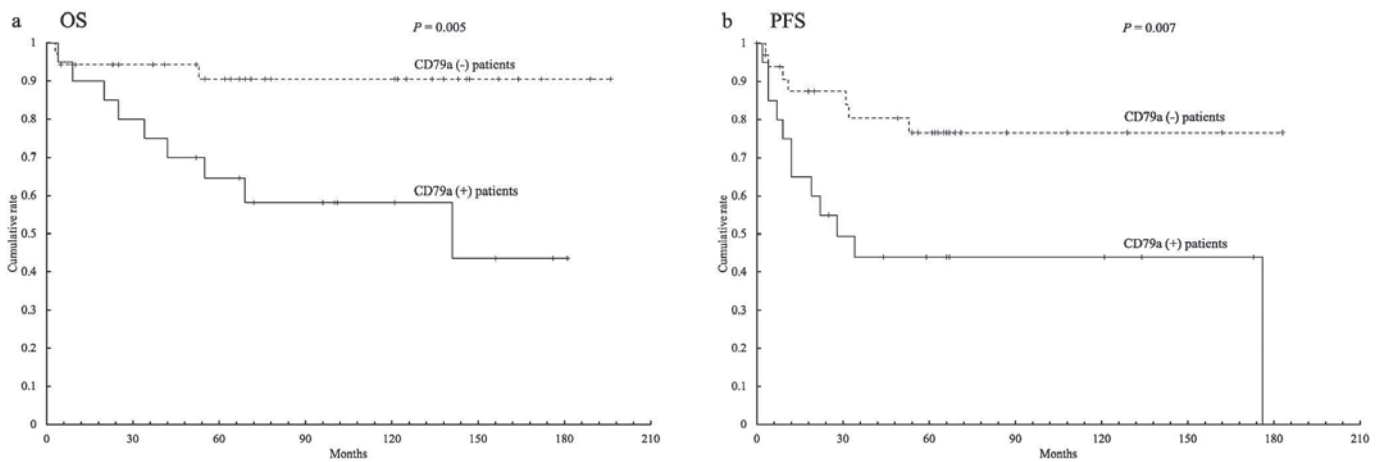 a OS
P = 0.005
1
0.9
0.8
0.7
0.6
0.5
0.4
0.3
0.2
0.1
0
Cumulative rate
CD79a (-) patients
CD79a (+) patients
0 30 60 90 120 150 180 210
Months
b PFS
P = 0.007
1
0.9
0.8
0.7
0.6
0.5
0.4
0.3
0.2
0.1
0
Cumulative rate
CD79a (-) patients
CD79a (+) patients
0 30 60 90 120 150 180 210
Months